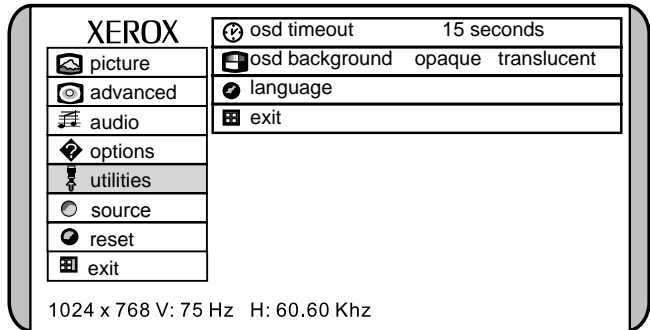 XEROX
picture
advanced
audio
options
utilities
source
reset
exit
osd timeout 15 seconds
osd background opaque translucent
language
exit
1024 x 768 V: 75 Hz H: 60.60 Khz